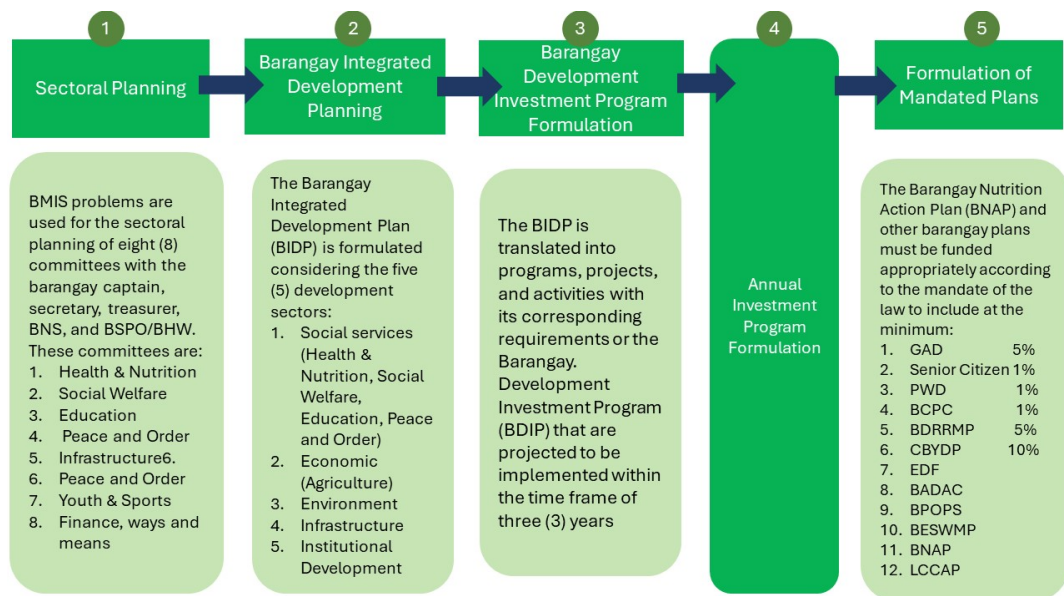 1
Sectoral Planning
BMIS problems are
used for the sectoral
planning of eight (8)
committees with the
barangay captain,
secretary, treasurer,
BNS, and BSPO/BHW.
These committees are:
1. Health & Nutrition
2. Social Welfare
3. Education
4. Peace and Order
5. Infrastructure6.
6. Peace and Order
7. Youth & Sports
8. Finance, ways and
means
2
Barangay Integrated
Development
Planning
The Barangay
Integrated
Development Plan
(BIDP) is formulated
considering the five
(5) development
sectors:
1. Social services
(Health &
Nutrition, Social
Welfare,
Education, Peace
and Order)
2. Economic
(Agriculture)
3. Environment
4. Infrastructure
5. Institutional
Development
3
Barangay
Development
Investment Program
Formulation
The BIDP is
translated into
programs, projects,
and activities with
its corresponding
requirements or the
Barangay.
Development
Investment Program
(BDIP) that are
projected to be
implemented within
the time frame of
three (3) years
4
Annual
Investment
Program
Formulation
5
Formulation of
Mandated Plans
The Barangay Nutrition
Action Plan (BNAP) and
other barangay plans
must be funded
appropriately according
to the mandate of the
law to include at the
minimum:
1. GAD 5%
2. Senior Citizen 1%
3. PWD 1%
4. BCPC 1%
5. BDRRMP 5%
6. CBYDP 10%
7. EDF
8. BADAC
9. BPOPS
10. BESWMP
11. BNAP
12. LCCAP